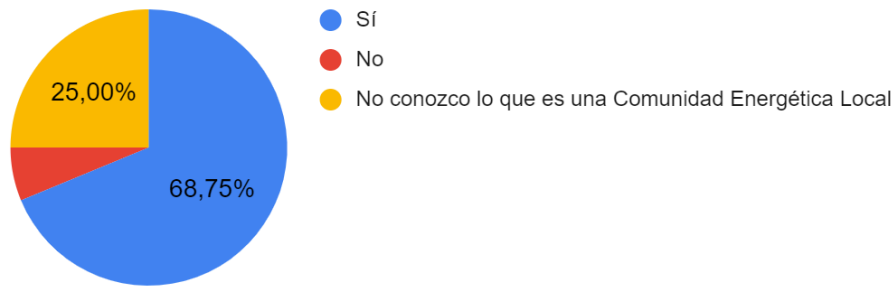 Sí
No
No conozco lo que es una Comunidad Energética Local
25,00%
68,75%